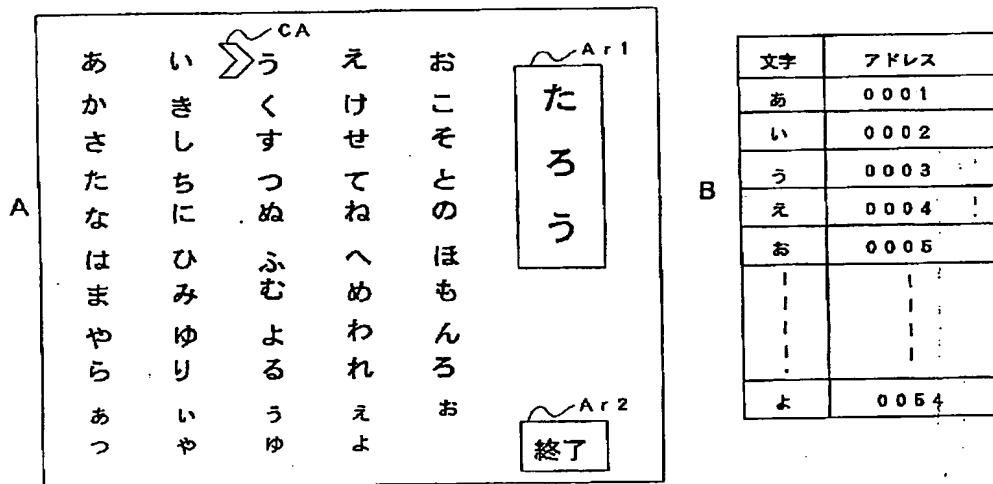 CA
あ い う え お
か き く け こ
さ し す せ そ
た ち つ て と
な に ぬ ね の
は ひ ふ へ ほ
ま み む め も
や ゆ よ わ ん
ら り る れ ろ
ぁ ぃ ぅ ぇ ぉ
っ ゃ ゅ ょ
A
Ar1
たろう
Ar2
終了
B
文字 アドレス
あ 0001
い 0002
う 0003
え 0004
お 0005
ょ 0054